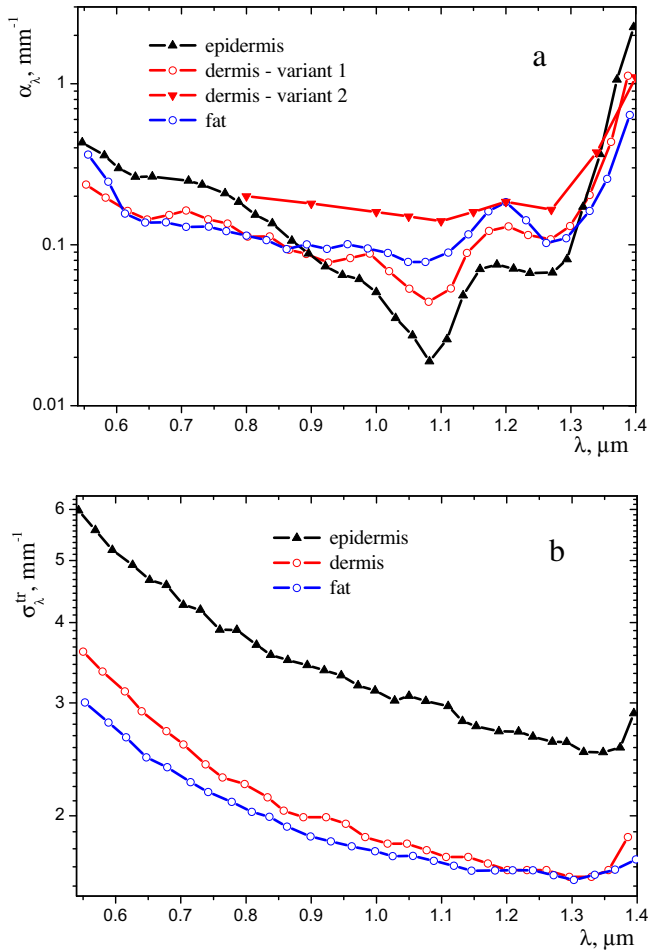 a
epidermis
dermis - variant 1
dermis - variant 2
fat
α_λ, mm⁻¹
1
0.1
0.01
0.6 0.7 0.8 0.9 1.0 1.1 1.2 1.3 1.4
λ, μm
b
epidermis
dermis
fat
σ_λ^tr, mm⁻¹
6
5
4
3
2
0.6 0.7 0.8 0.9 1.0 1.1 1.2 1.3 1.4
λ, μm